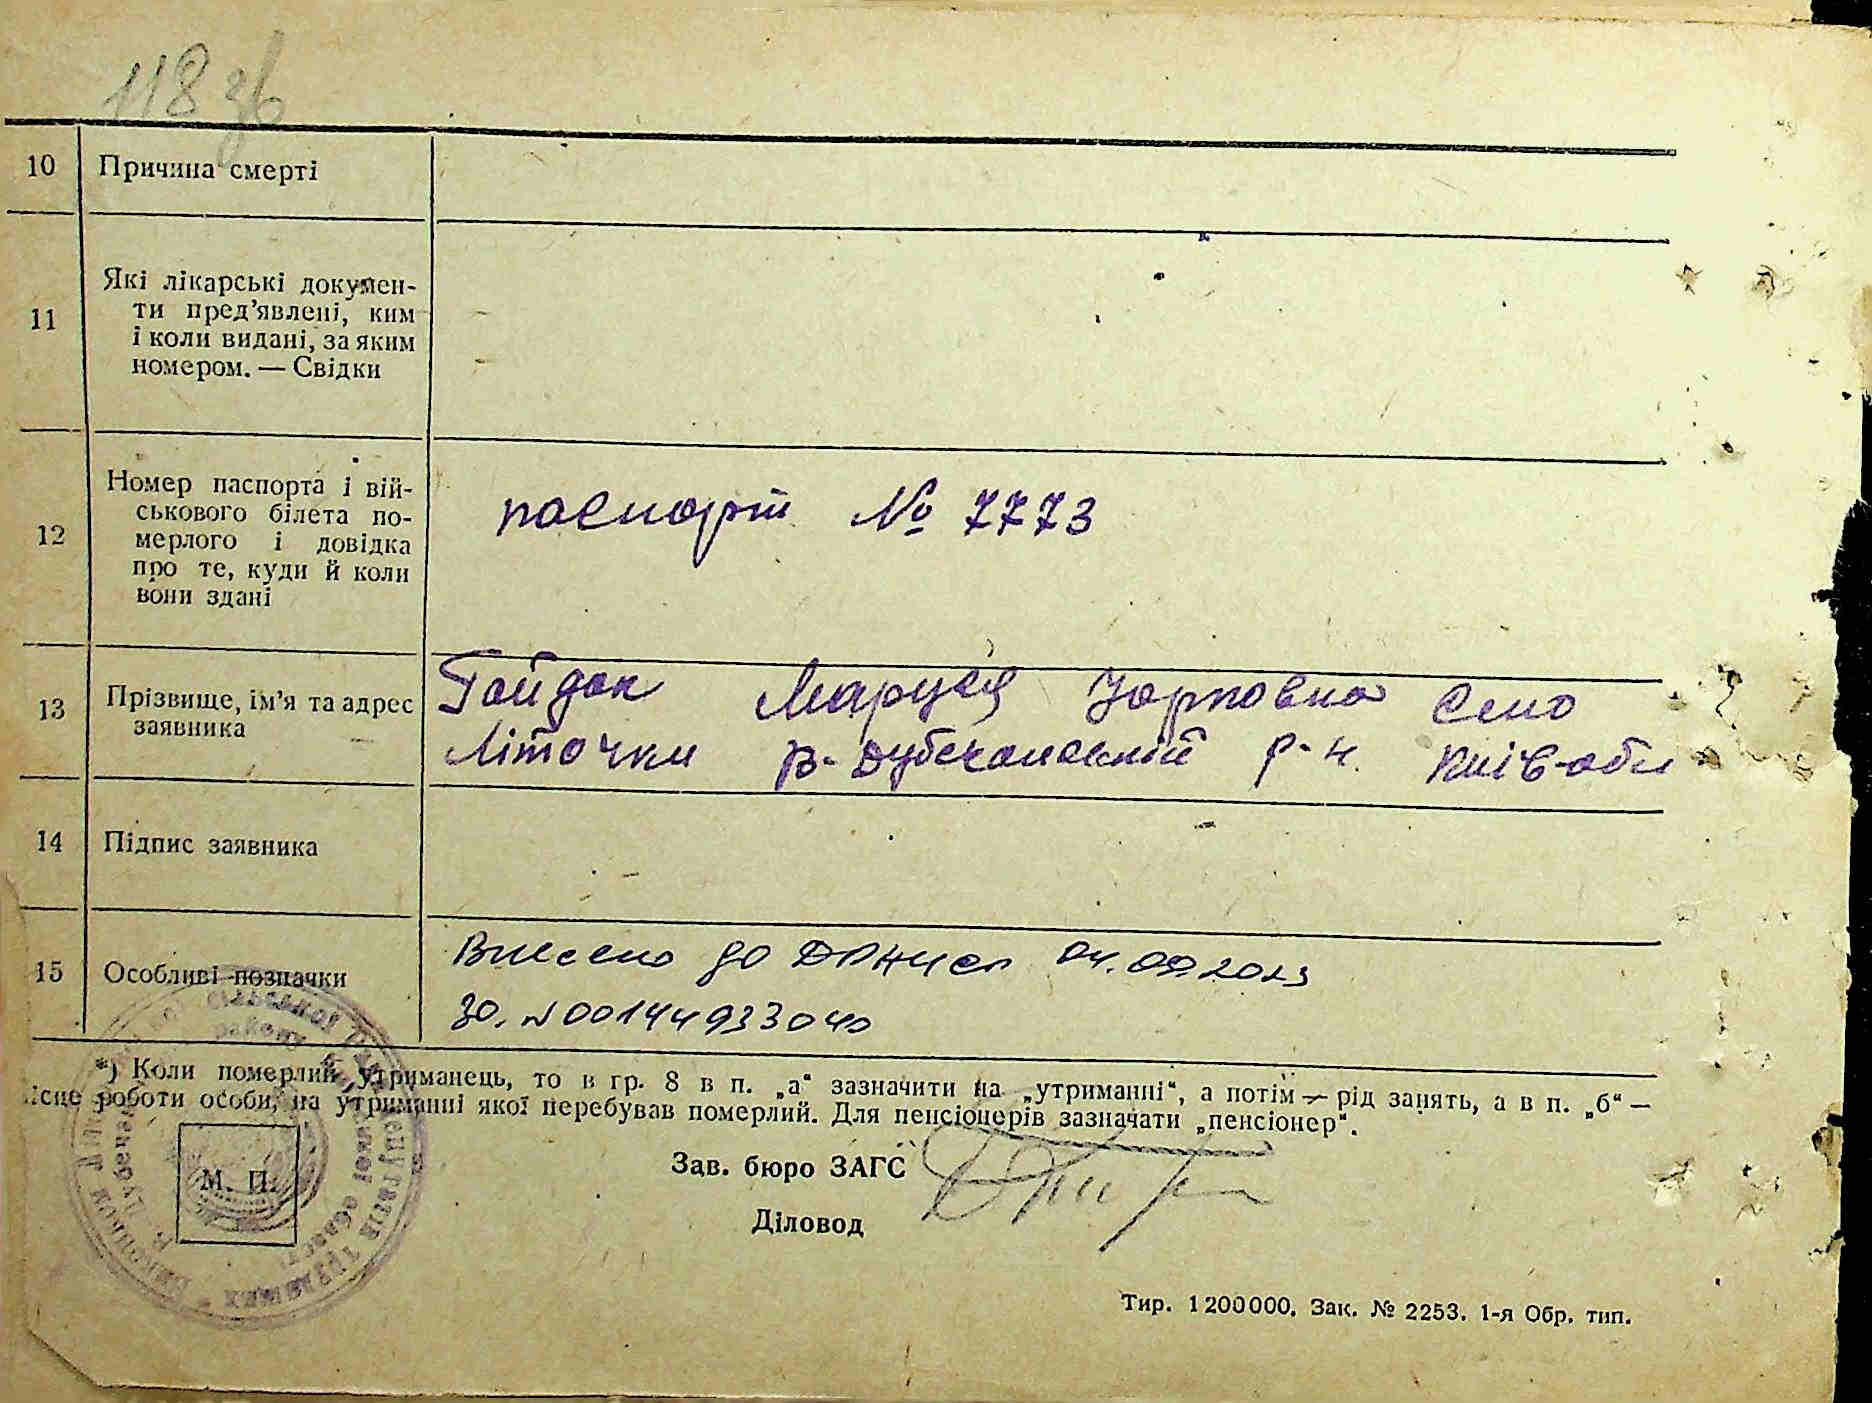 118 зв
10 Причина смерті
11 Які лікарські докумен-
ти пред’явлені, ким
і коли видані, за яким
номером. — Свідки
12 Номер паспорта і вій-
ськового білета по-
мерлого і довідка
про те, куди й коли
вони здані
паспорт № 7773
13 Прізвище, ім’я та адрес
заявника
Гайдак Маруся Карповна село
Літочки В-Дубечанський р-н Київ обл
14 Підпис заявника
15 Особливі позначки
Внесено до ДРАЦСГ 04.09.2023
за. N 00144933040
*) Коли померлий утриманець, то в гр. 8 в п. „а“ зазначити на „утриманні“, а потім — рід занять, а в п. „б“ —
місце роботи особи, на утриманні якої перебував померлий. Для пенсіонерів зазначати „пенсіонер“.
М. П.
Зав. бюро ЗАГС
Діловод
Тир. 1200000. Зак. № 2253. 1-я Обр. тип.